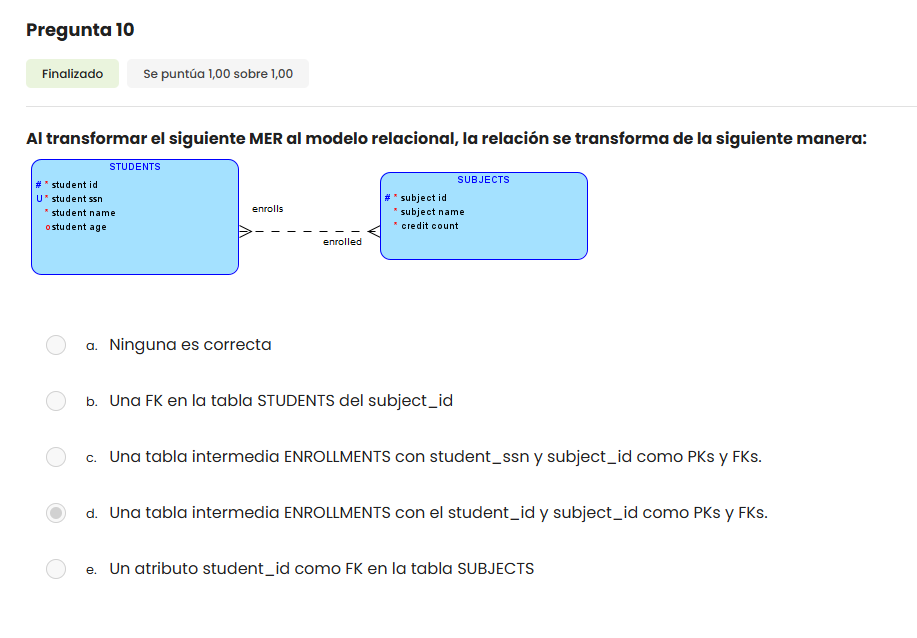 Pregunta 10
Finalizado
Se puntúa 1,00 sobre 1,00
Al transformar el siguiente MER al modelo relacional, la relación se transforma de la siguiente manera:
STUDENTS
# * student id
U * student ssn
* student name
o student age
enrolls
enrolled
SUBJECTS
# * subject id
* subject name
* credit count
a. Ninguna es correcta
b. Una FK en la tabla STUDENTS del subject_id
c. Una tabla intermedia ENROLLMENTS con student_ssn y subject_id como PKs y FKs.
d. Una tabla intermedia ENROLLMENTS con el student_id y subject_id como PKs y FKs.
e. Un atributo student_id como FK en la tabla SUBJECTS